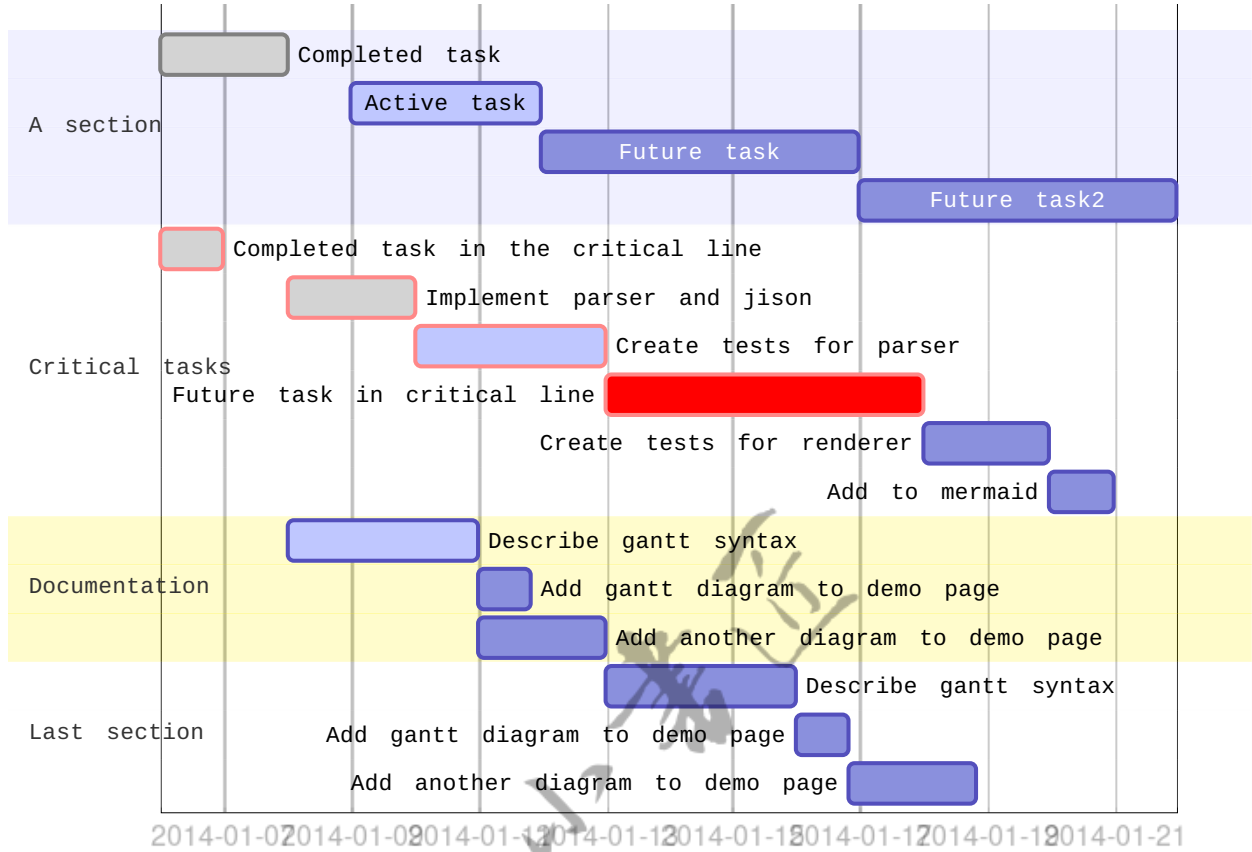 Completed task
Active task
A section
Future task
Future task2
Completed task in the critical line
Implement parser and jison
Create tests for parser
Critical tasks
Future task in critical line
Create tests for renderer
Add to mermaid
Describe gantt syntax
Documentation
Add gantt diagram to demo page
Add another diagram to demo page
Describe gantt syntax
Last section
Add gantt diagram to demo page
Add another diagram to demo page
2014-01-07 2014-01-09 2014-01-11 2014-01-13 2014-01-15 2014-01-17 2014-01-19 2014-01-21